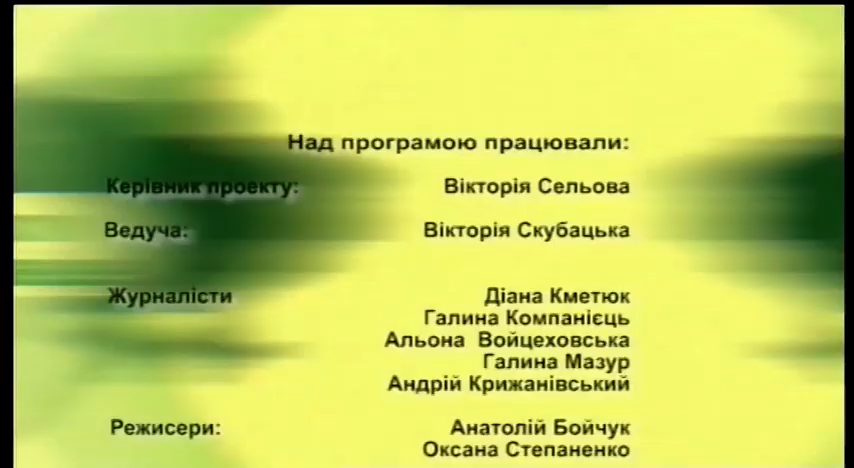 Над програмою працювали:
Керівник проекту: Вікторія Сельова
Ведуча: Вікторія Скубацька
Журналісти Діана Кметюк
Галина Компанієць
Альона Войцеховська
Галина Мазур
Андрій Крижанівський
Режисери: Анатолій Бойчук
Оксана Степаненко